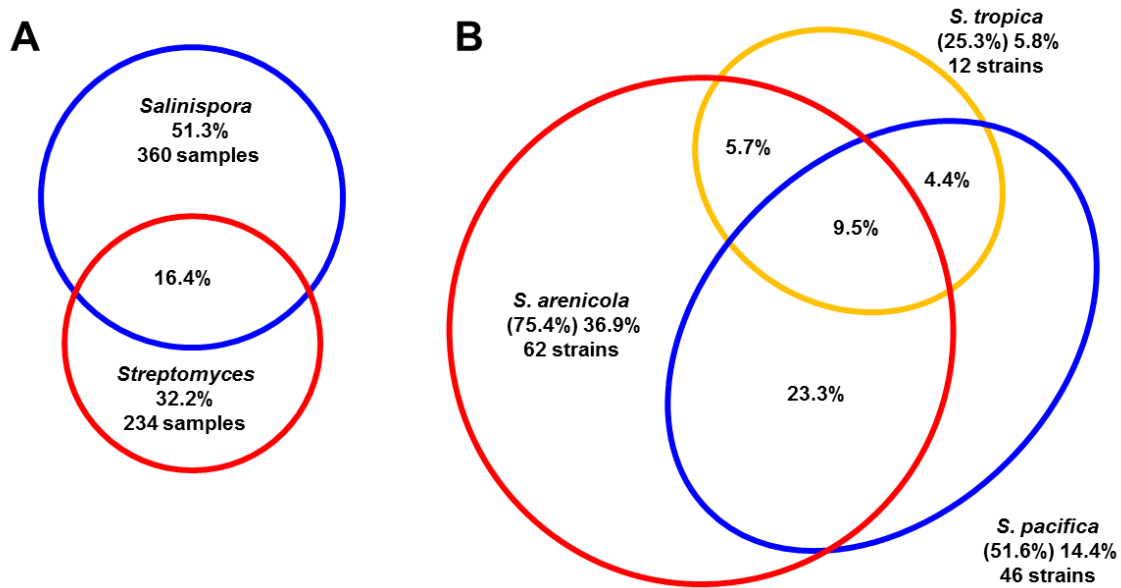 A
Salinispora
51.3%
360 samples
16.4%
Streptomyces
32.2%
234 samples
B
S. tropica
(25.3%) 5.8%
12 strains
5.7%
4.4%
9.5%
S. arenicola
(75.4%) 36.9%
62 strains
23.3%
S. pacifica
(51.6%) 14.4%
46 strains